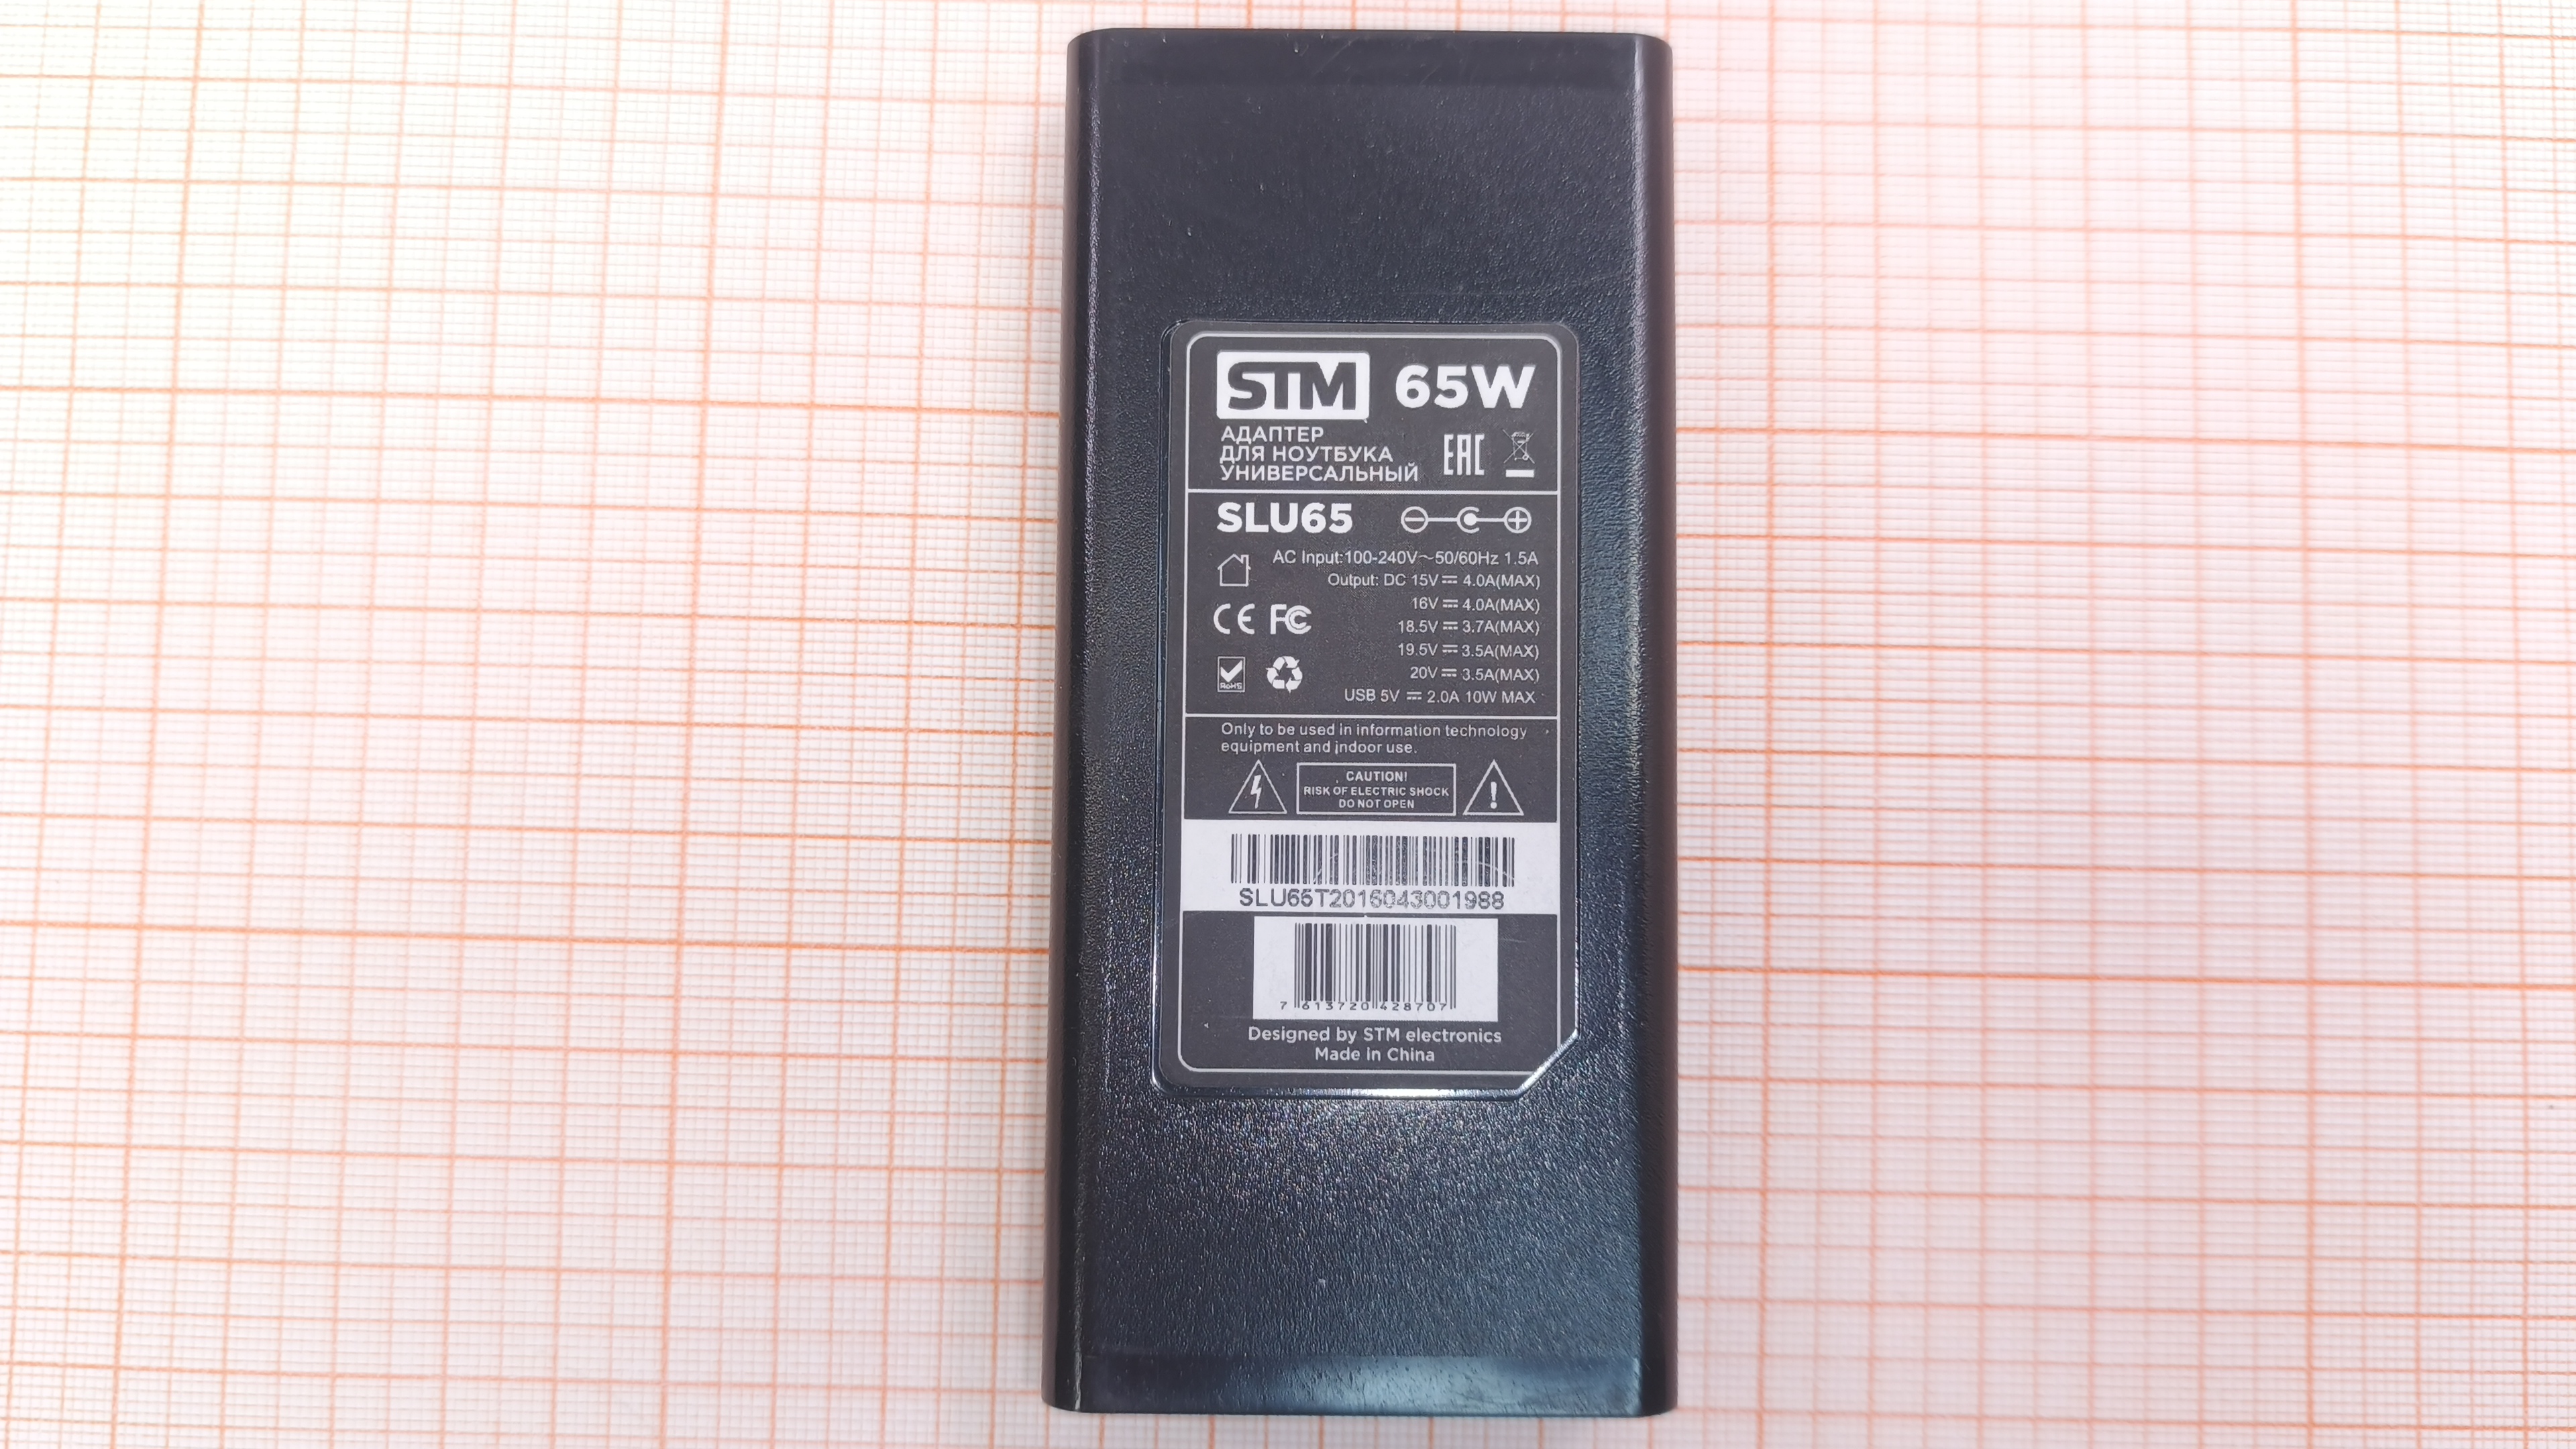 STM 65W
АДАПТЕР
ДЛЯ НОУТБУКА
УНИВЕРСАЛЬНЫЙ
EAC
SLU65
AC Input:100-240V~50/60Hz 1.5A
Output: DC 15V⎓4.0A(MAX)
16V⎓4.0A(MAX)
18.5V⎓3.7A(MAX)
19.5V⎓3.5A(MAX)
20V⎓3.5A(MAX)
USB 5V⎓2.0A 10W MAX
CE FC
RoHS
Only to be used in information technology
equipment and indoor use.
CAUTION!
RISK OF ELECTRIC SHOCK
DO NOT OPEN
SLU65T2016043001988
7 613720 428707
Designed by STM electronics
Made in China